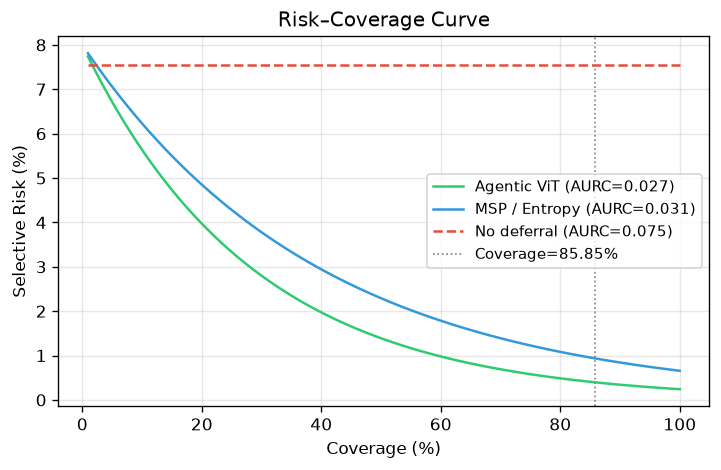 Risk–Coverage Curve
Selective Risk (%)
8
7
6
5
4
3
2
1
0
Agentic ViT (AURC=0.027)
MSP / Entropy (AURC=0.031)
No deferral (AURC=0.075)
Coverage=85.85%
0 20 40 60 80 100
Coverage (%)